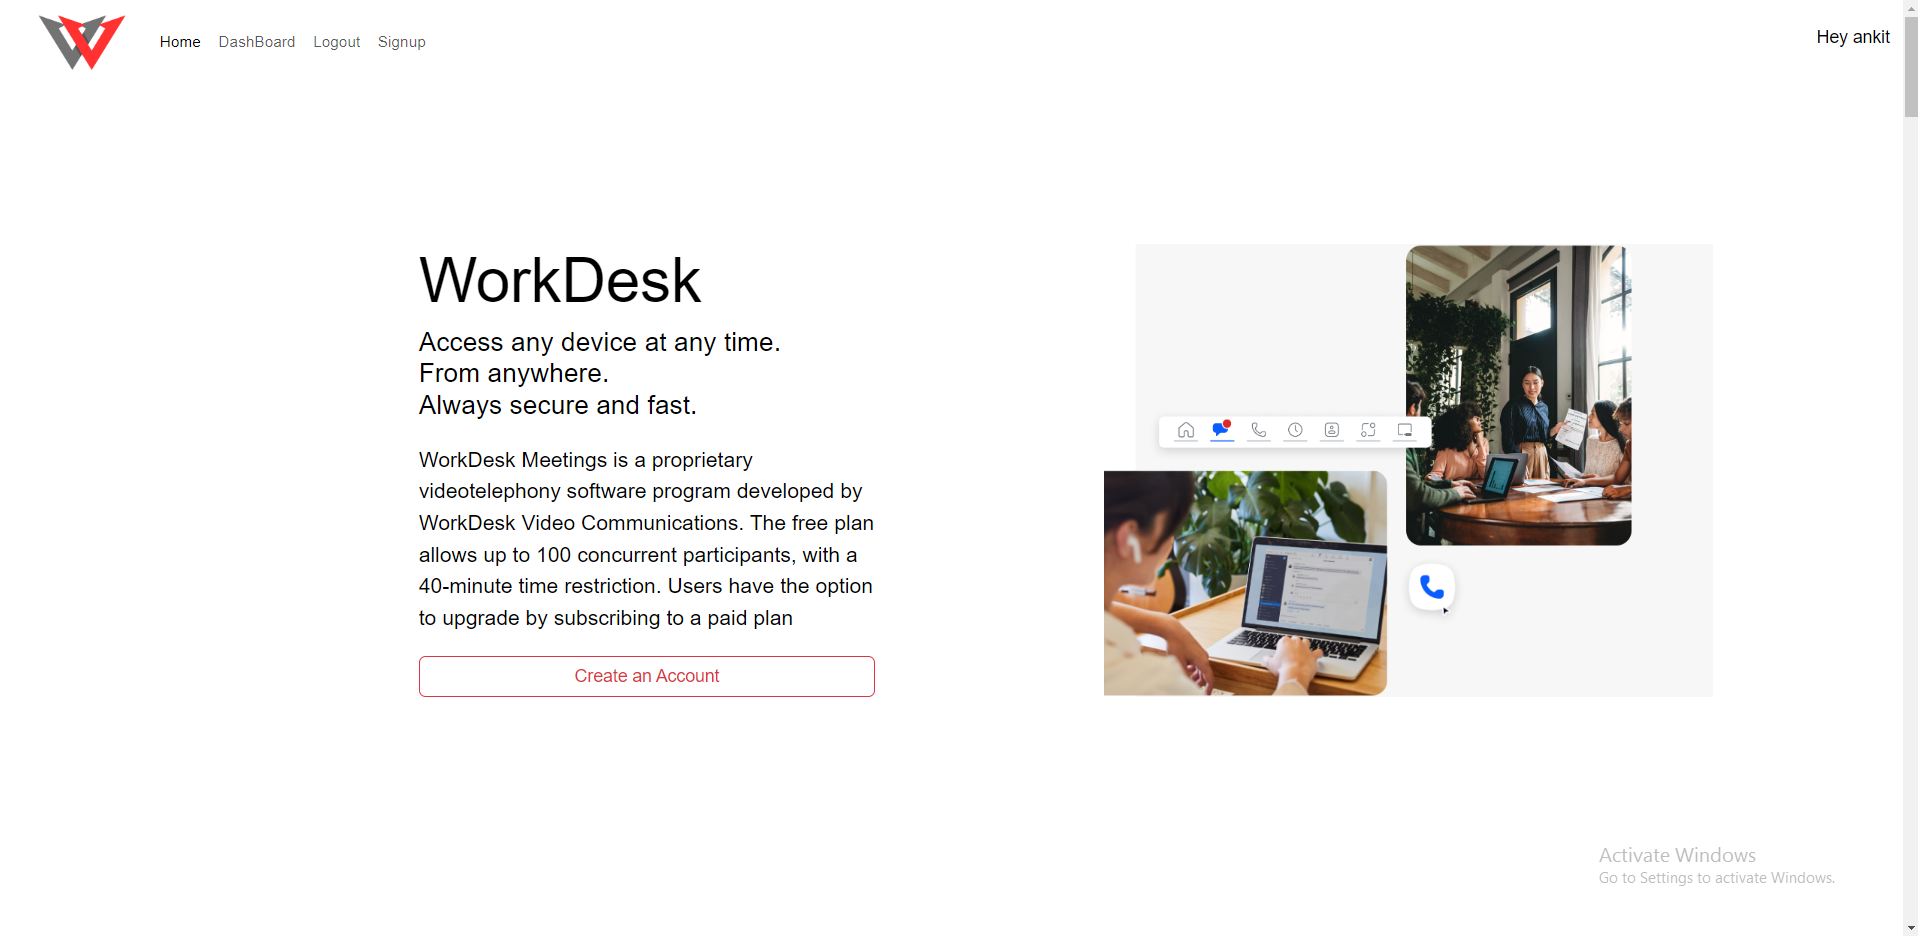 Home DashBoard Logout Signup
Hey ankit
WorkDesk
Access any device at any time.
From anywhere.
Always secure and fast.
WorkDesk Meetings is a proprietary
videotelephony software program developed by
WorkDesk Video Communications. The free plan
allows up to 100 concurrent participants, with a
40-minute time restriction. Users have the option
to upgrade by subscribing to a paid plan
Create an Account
Activate Windows
Go to Settings to activate Windows.